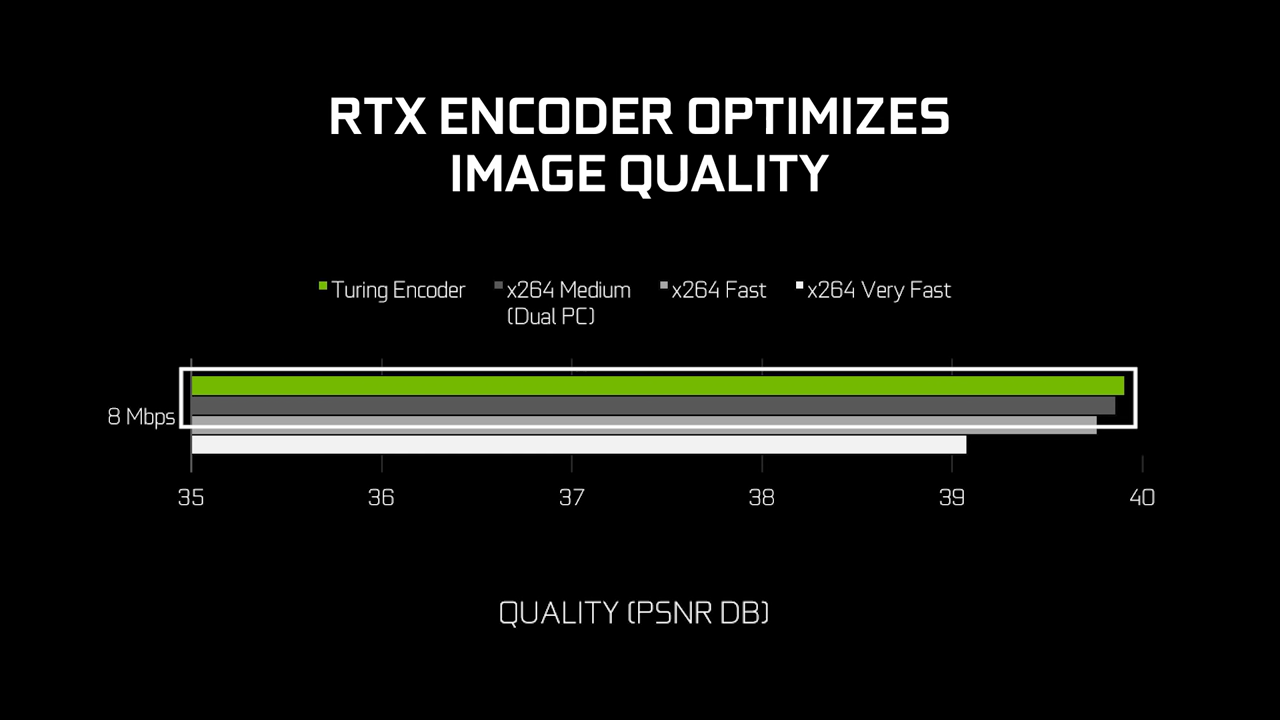 RTX ENCODER OPTIMIZES
IMAGE QUALITY
Turing Encoder
x264 Medium
(Dual PC)
x264 Fast
x264 Very Fast
8 Mbps
35 36 37 38 39 40
QUALITY (PSNR DB)